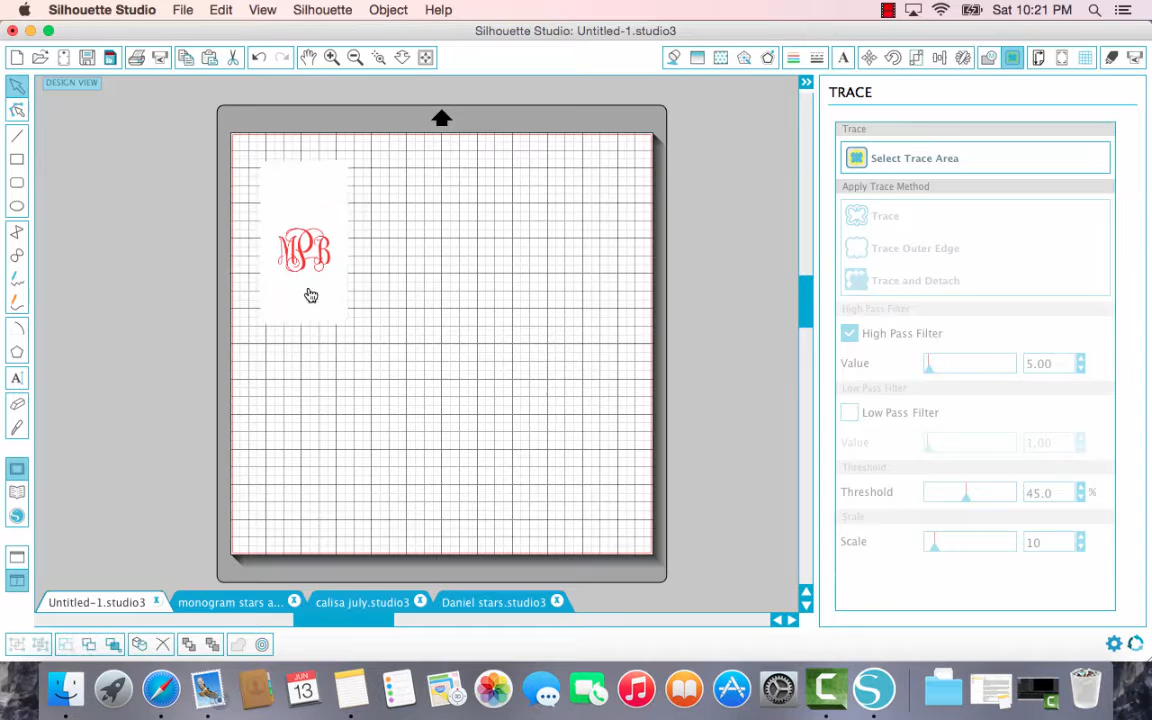 Silhouette Studio File Edit View Silhouette Object Help Sat 10:21 PM
Silhouette Studio: Untitled-1.studio3
DESIGN VIEW
MPB
TRACE
Trace
Select Trace Area
Apply Trace Method
Trace
Trace Outer Edge
Trace and Detach
High Pass Filter
High Pass Filter
Value 5.00
Low Pass Filter
Low Pass Filter
Value 1.00
Threshold
Threshold 45.0 %
Scale
Scale 10
Untitled-1.studio3 x monogram stars a... x calisa july.studio3 x Daniel stars.studio3 x
JUN
13